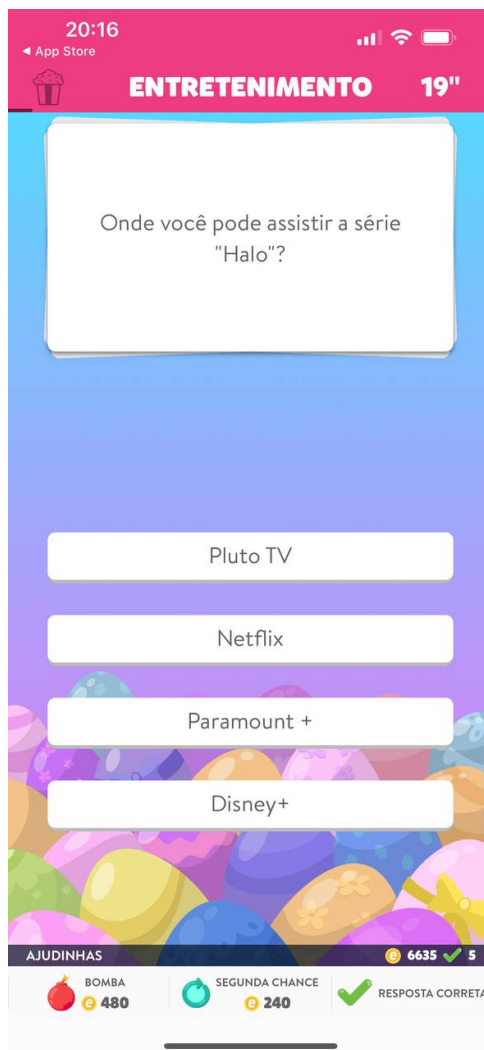 20:16
◀ App Store
ENTRETENIMENTO 19"
Onde você pode assistir a série
"Halo"?
Pluto TV
Netflix
Paramount +
Disney+
AJUDINHAS
e 6635 5
BOMBA
e 480
SEGUNDA CHANCE
e 240
RESPOSTA CORRETA